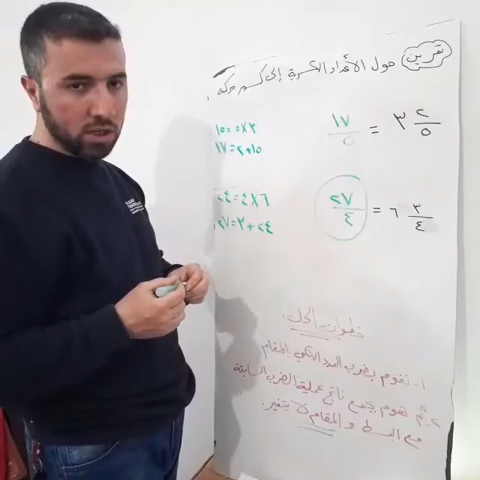 تمرين حول الأعداد الكسرية إلى كسر مركب
٣ ٢/٥ = ١٧/٥
٣×٥=١٥
١٥+٢=١٧
٦ ٣/٤ = ٢٧/٤
٦×٤=٢٤
٢٤+٣=٢٧
خطوات الحل:
١- نقوم بضرب العدد الكلي بالمقام
٢- ثم نقوم جمع ناتج عملية الضرب السابقة
مع البسط و المقام لا يتغير.